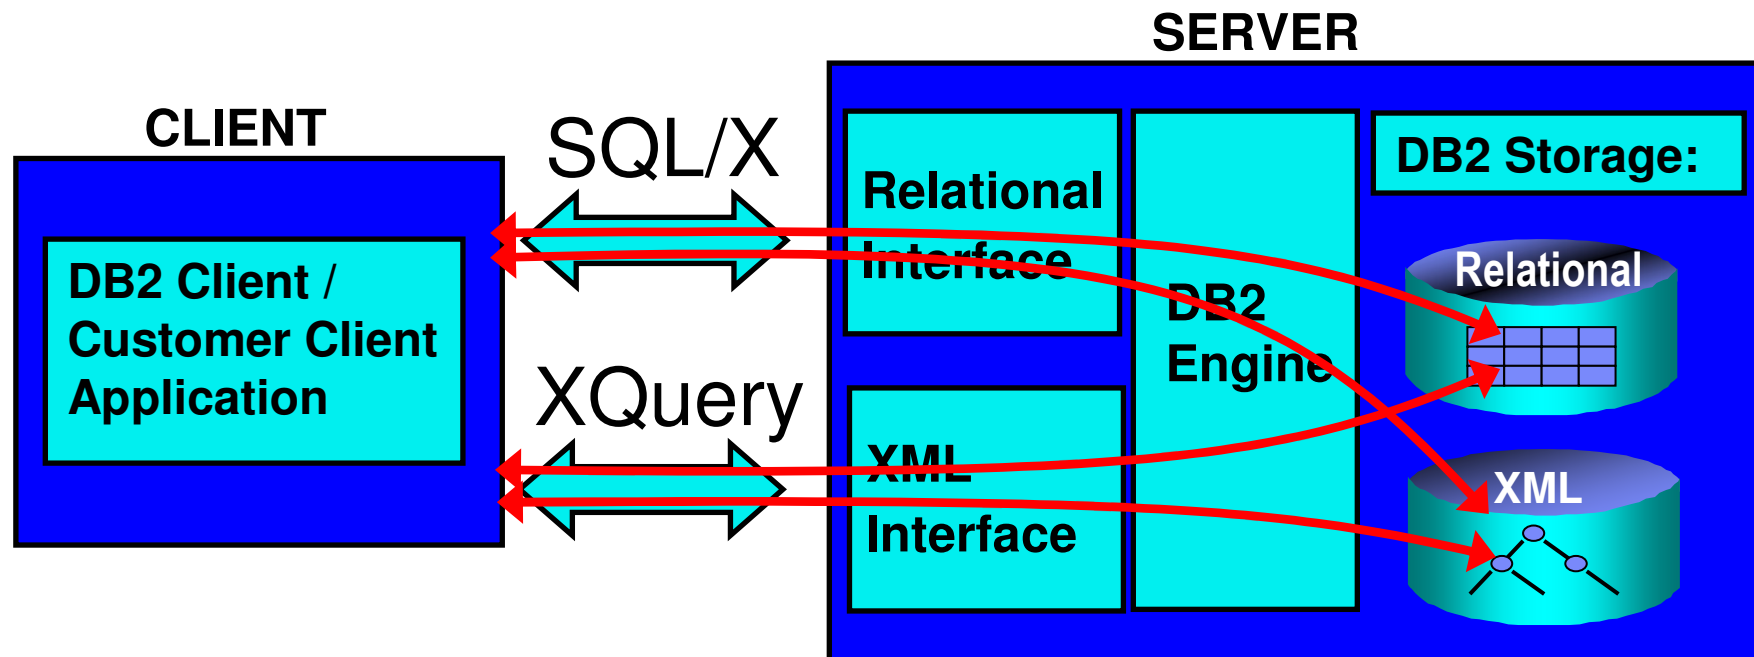 SERVER
CLIENT
SQL/X
DB2 Client /
Customer Client
Application
XQuery
Relational
Interface
XML
Interface
DB2
Engine
DB2 Storage:
Relational
XML